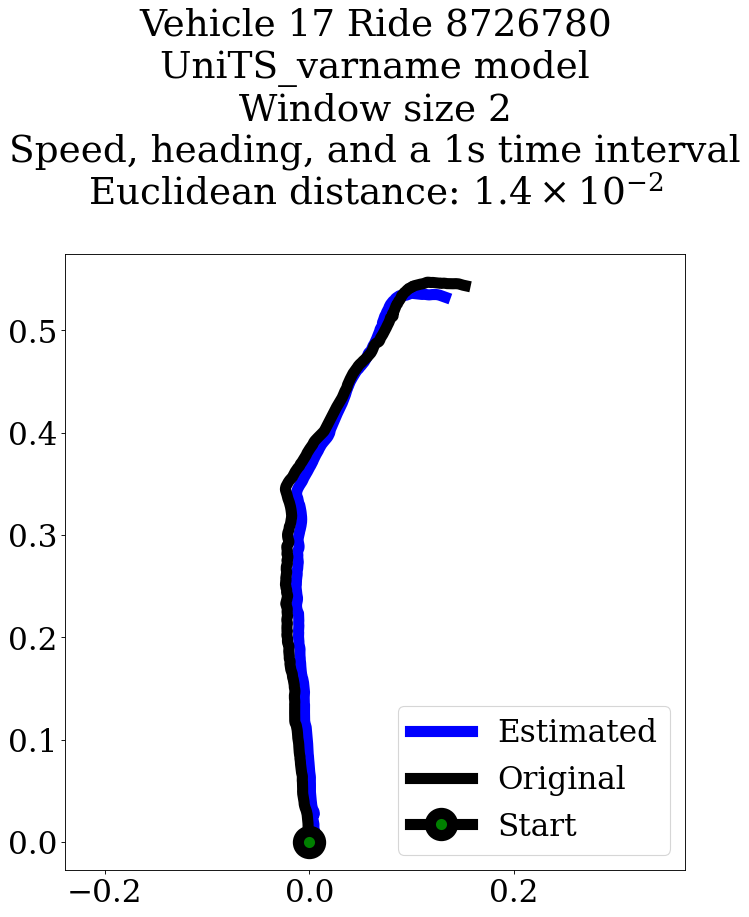 Vehicle 17 Ride 8726780
UniTS_varname model
Window size 2
Speed, heading, and a 1s time interval
Euclidean distance: 1.4 × 10⁻²
0.5
0.4
0.3
0.2
0.1
0.0
Estimated
Original
Start
−0.2 0.0 0.2